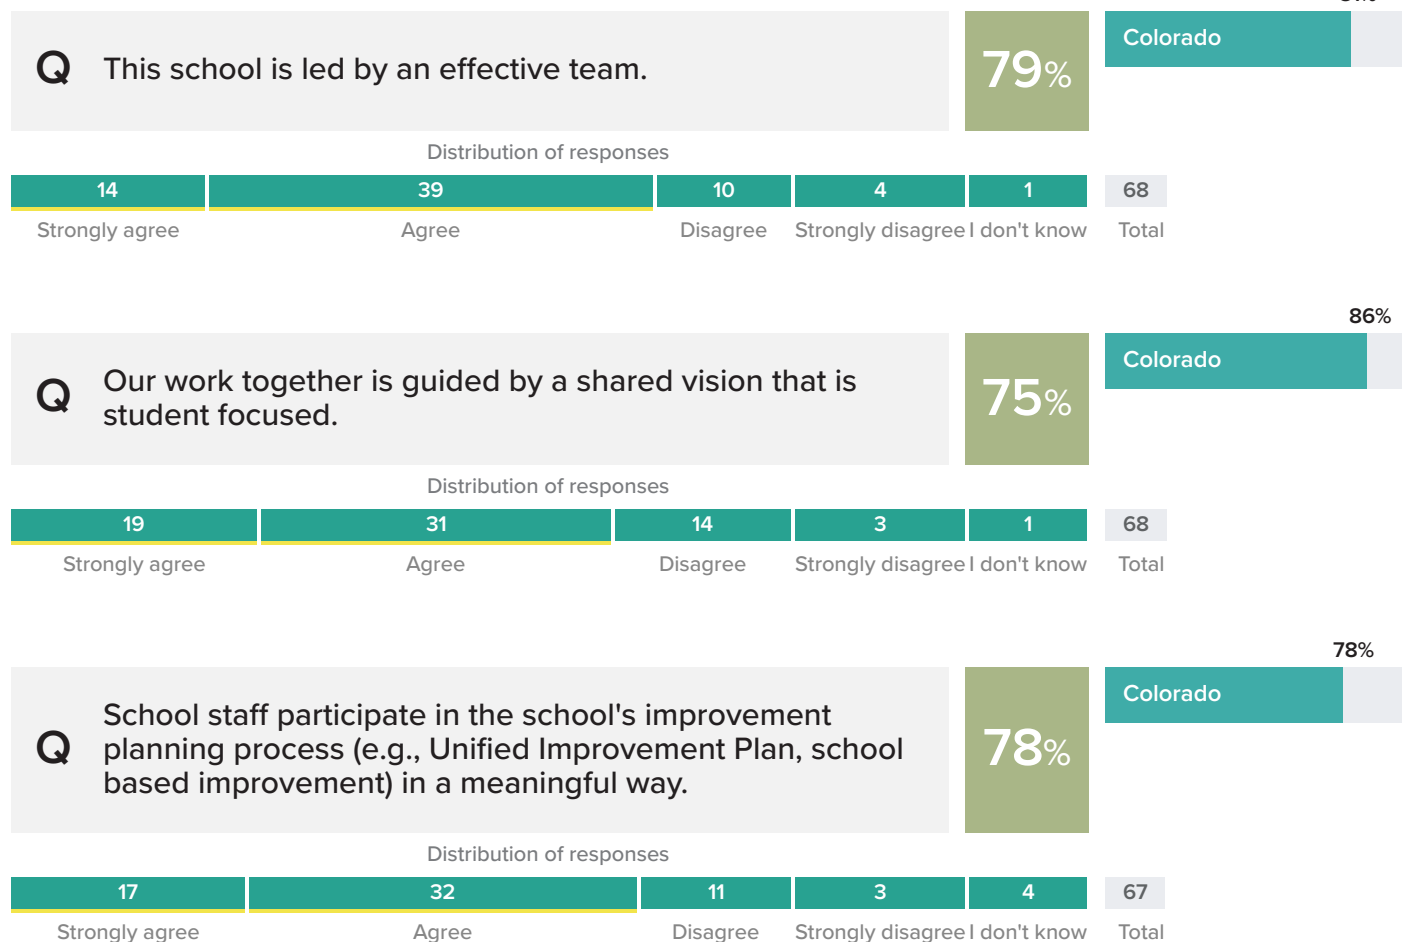 Q This school is led by an effective team.
79%
Colorado
Distribution of responses
14 39 10 4 1 68
Strongly agree Agree Disagree Strongly disagree I don't know Total
86%
Q Our work together is guided by a shared vision that is
student focused.
75%
Colorado
Distribution of responses
19 31 14 3 1 68
Strongly agree Agree Disagree Strongly disagree I don't know Total
78%
Q School staff participate in the school's improvement
planning process (e.g., Unified Improvement Plan, school
based improvement) in a meaningful way.
78%
Colorado
Distribution of responses
17 32 11 3 4 67
Strongly agree Agree Disagree Strongly disagree I don't know Total